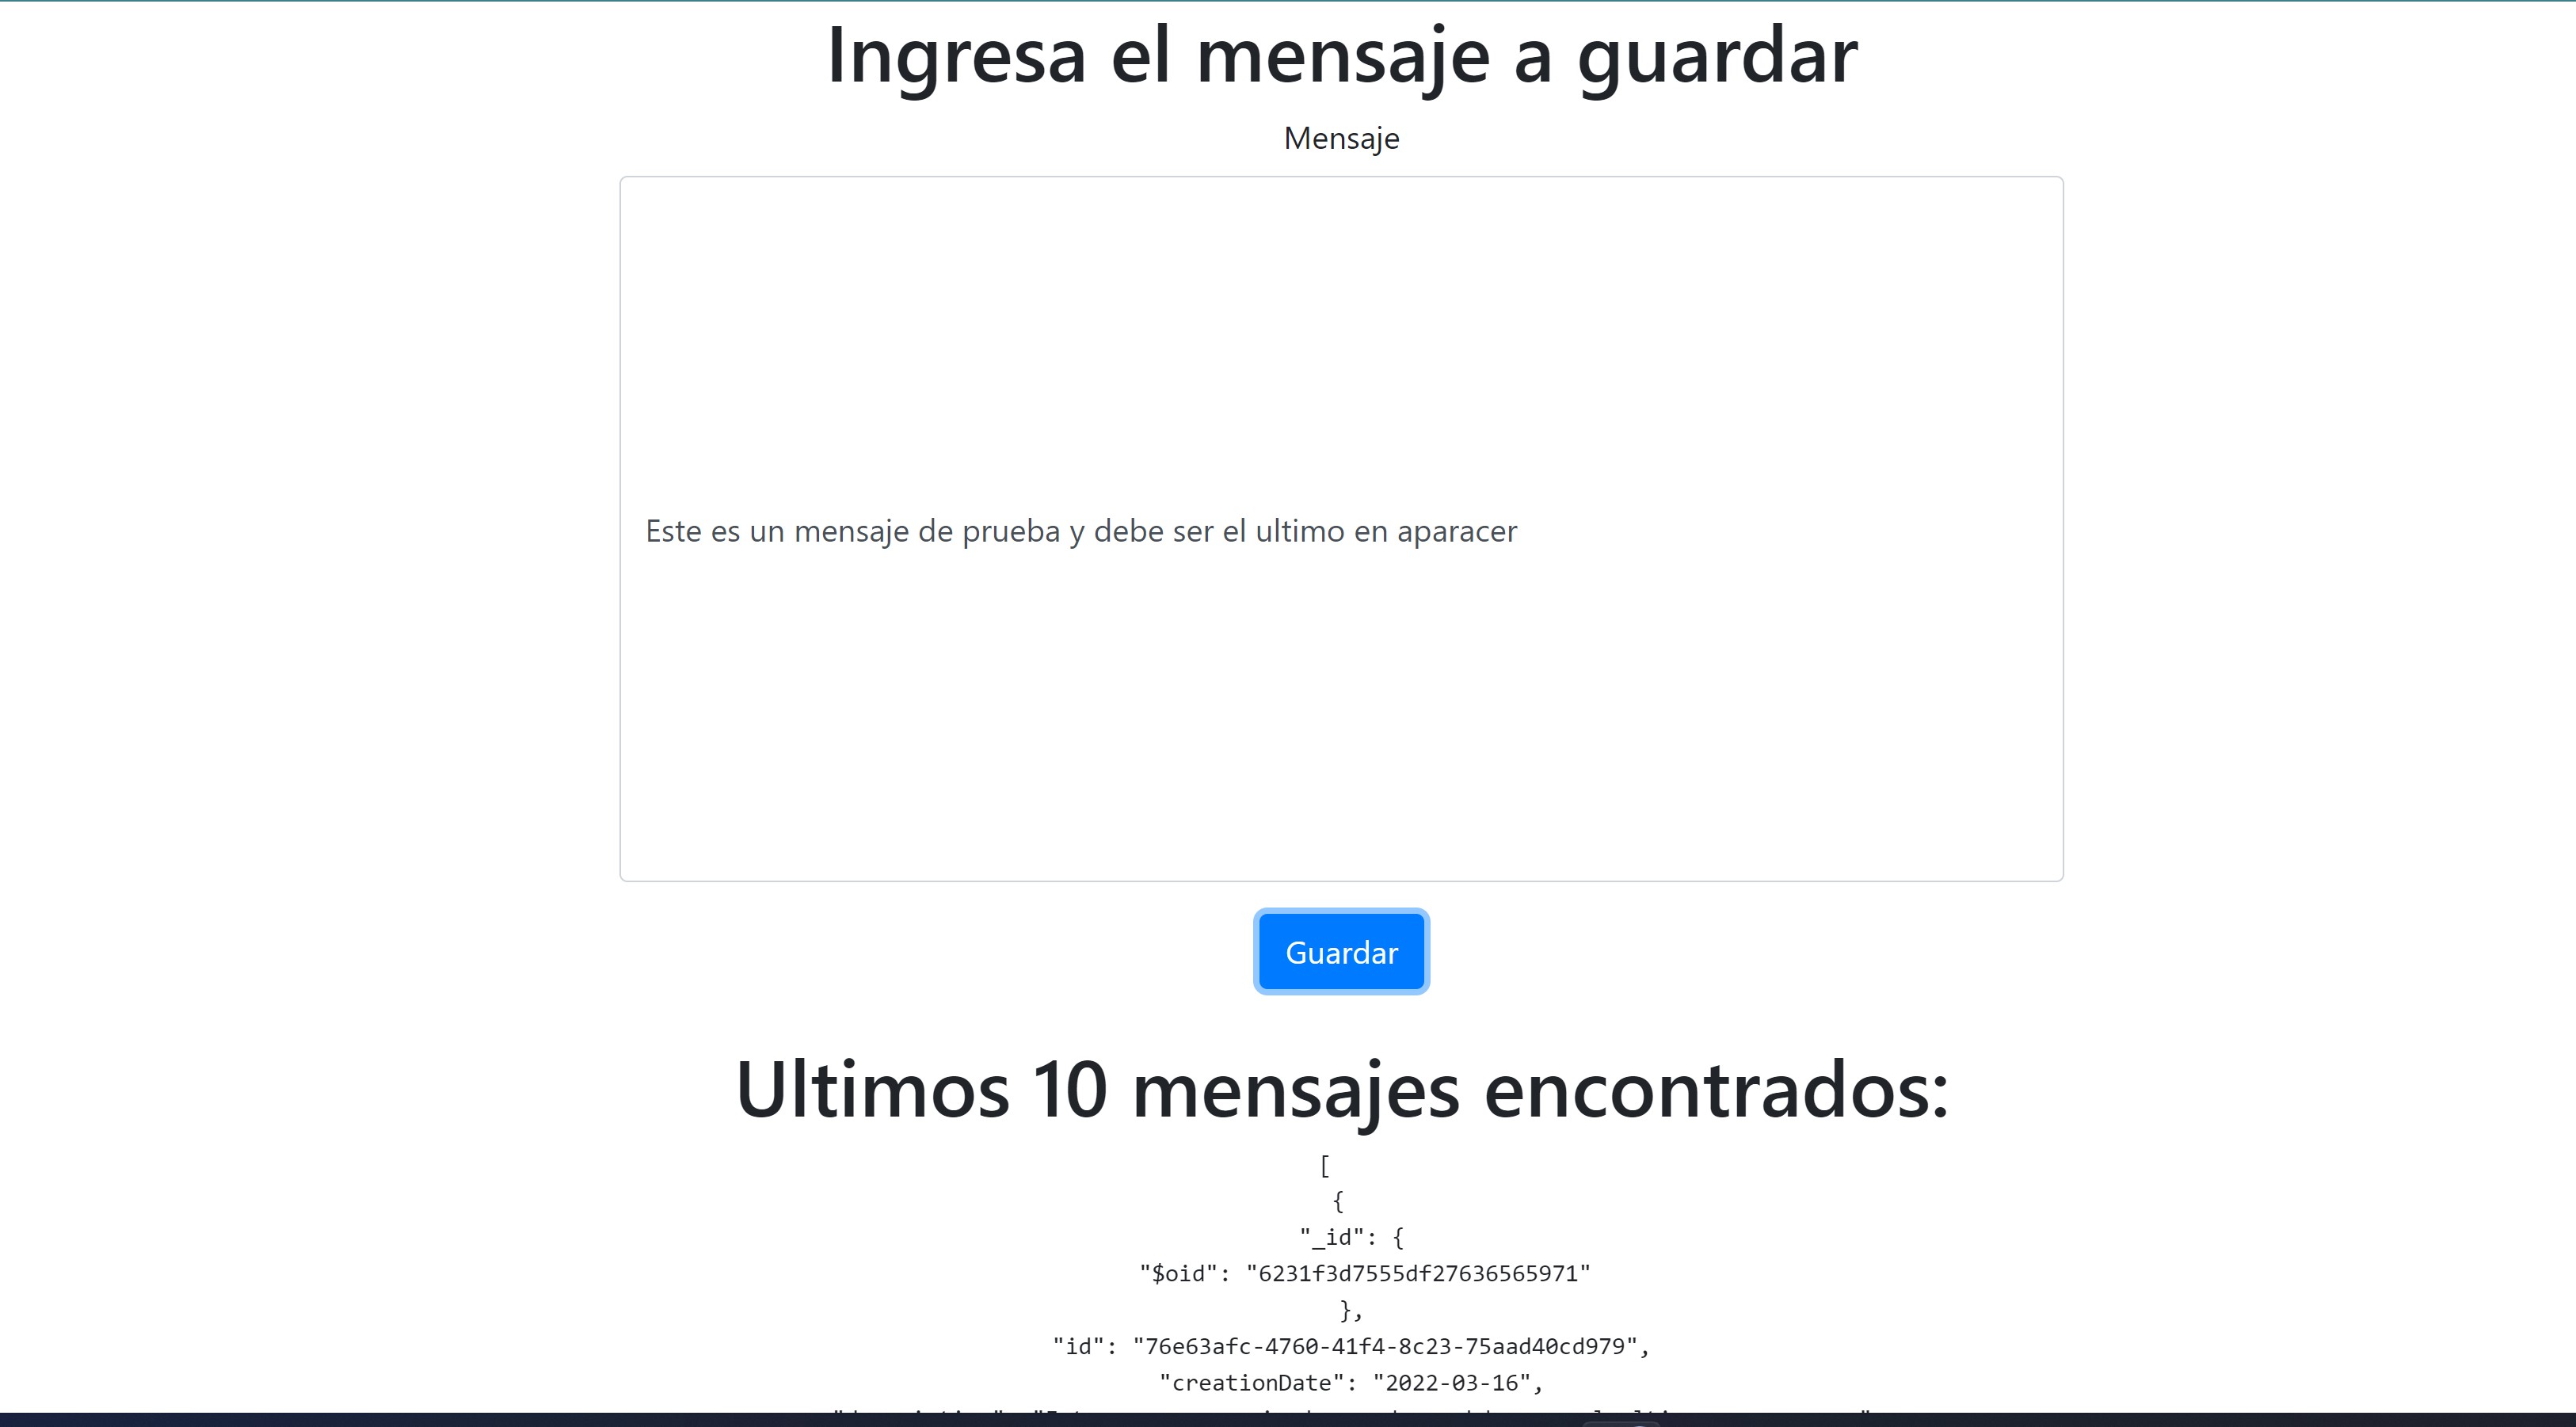 Ingresa el mensaje a guardar
Mensaje
Este es un mensaje de prueba y debe ser el ultimo en aparacer
Guardar
Ultimos 10 mensajes encontrados:
[
{
"_id": {
"$oid": "6231f3d7555df27636565971"
},
"id": "76e63afc-4760-41f4-8c23-75aad40cd979",
"creationDate": "2022-03-16",